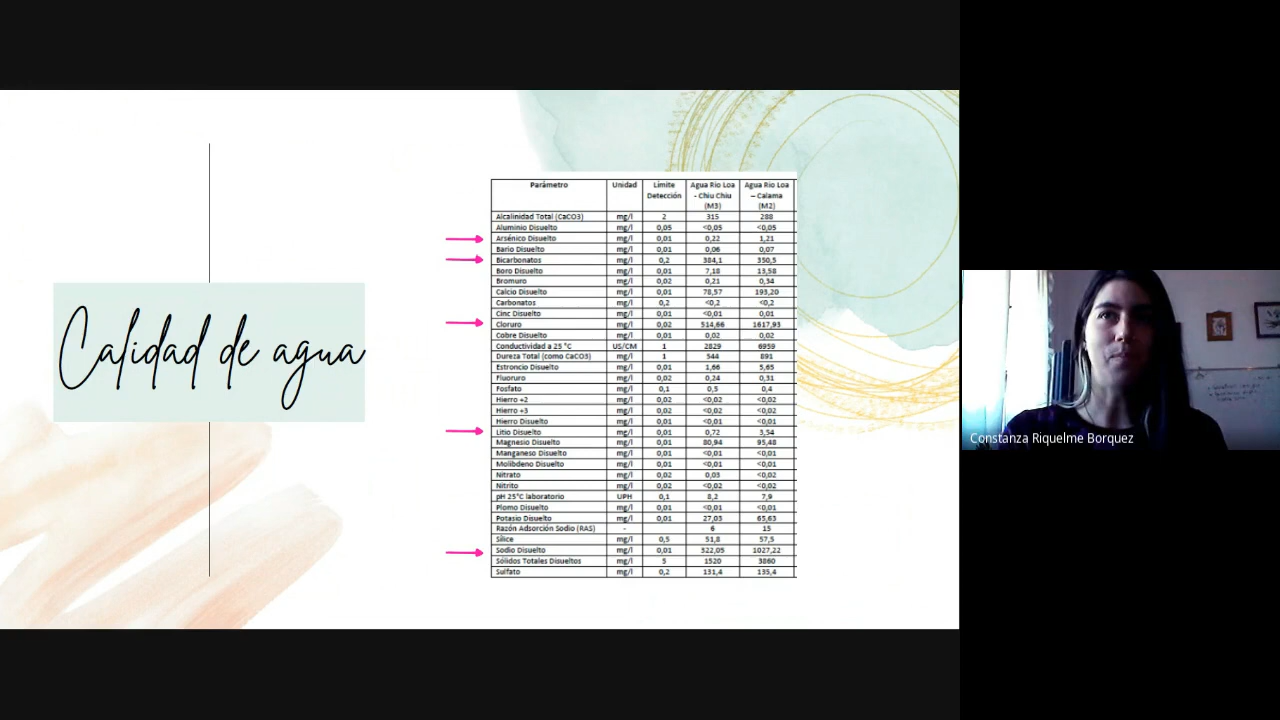 Calidad de agua
Parámetro Unidad Límite Detección Agua Rio Loa - Chiu Chiu (M3) Agua Rio Loa – Calama (M2)
Alcalinidad Total (CaCO3) mg/l 2 315 288
Aluminio Disuelto mg/l 0,05 <0,05 <0,05
Arsénico Disuelto mg/l 0,01 0,22 1,21
Bario Disuelto mg/l 0,01 0,06 0,07
Bicarbonatos mg/l 0,2 384,1 350,5
Boro Disuelto mg/l 0,01 7,18 13,58
Bromuro mg/l 0,02 0,21 0,34
Calcio Disuelto mg/l 0,01 78,57 193,20
Carbonatos mg/l 0,2 <0,2 <0,2
Cinc Disuelto mg/l 0,01 <0,01 0,01
Cloruro mg/l 0,02 514,66 1617,93
Cobre Disuelto mg/l 0,01 0,02 0,02
Conductividad a 25 °C US/CM 1 2829 6959
Dureza Total (como CaCO3) mg/l 1 544 891
Estroncio Disuelto mg/l 0,01 1,66 5,65
Fluoruro mg/l 0,02 0,24 0,31
Fosfato mg/l 0,1 0,5 0,4
Hierro +2 mg/l 0,02 <0,02 <0,02
Hierro +3 mg/l 0,02 <0,02 <0,02
Hierro Disuelto mg/l 0,01 <0,01 <0,01
Litio Disuelto mg/l 0,01 0,72 3,54
Magnesio Disuelto mg/l 0,01 80,94 95,48
Manganeso Disuelto mg/l 0,01 <0,01 <0,01
Molibdeno Disuelto mg/l 0,01 <0,01 <0,01
Nitrato mg/l 0,02 0,03 <0,02
Nitrito mg/l 0,02 <0,02 <0,02
pH 25°C laboratorio UPH 0,1 8,2 7,9
Plomo Disuelto mg/l 0,01 <0,01 <0,01
Potasio Disuelto mg/l 0,01 27,03 65,63
Razón Adsorción Sodio (RAS) - 6 15
Sílice mg/l 0,5 51,8 57,5
Sodio Disuelto mg/l 0,01 322,05 1027,22
Sólidos Totales Disueltos mg/l 5 1520 3860
Sulfato mg/l 0,2 131,4 135,4
Constanza Riquelme Borquez